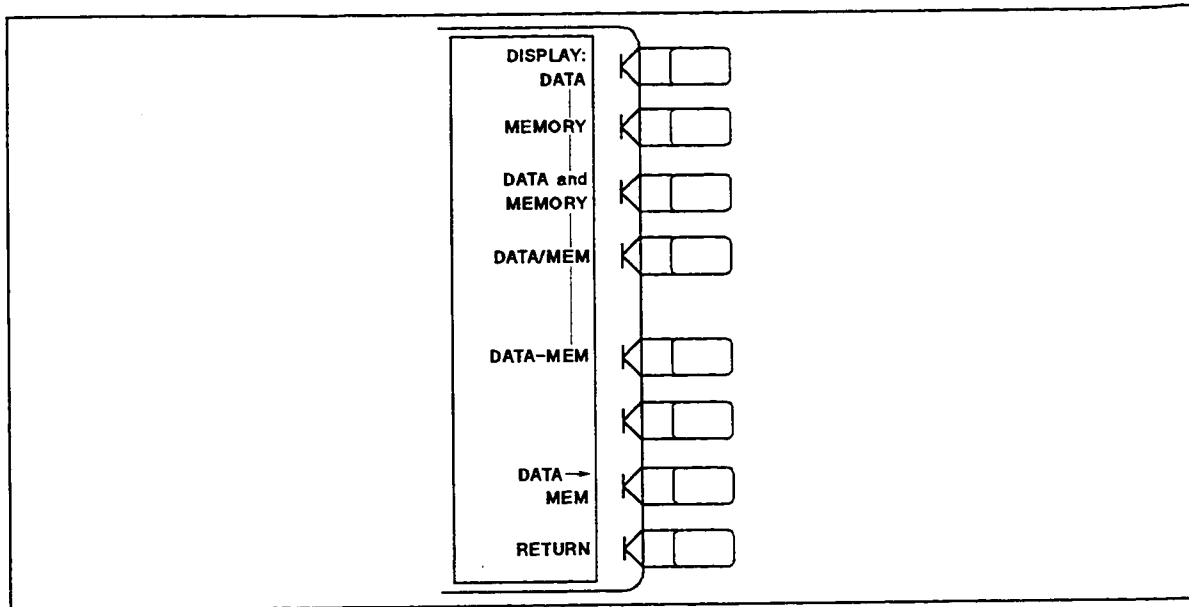 DISPLAY:
DATA
MEMORY
DATA and
MEMORY
DATA/MEM
DATA-MEM
DATA→
MEM
RETURN